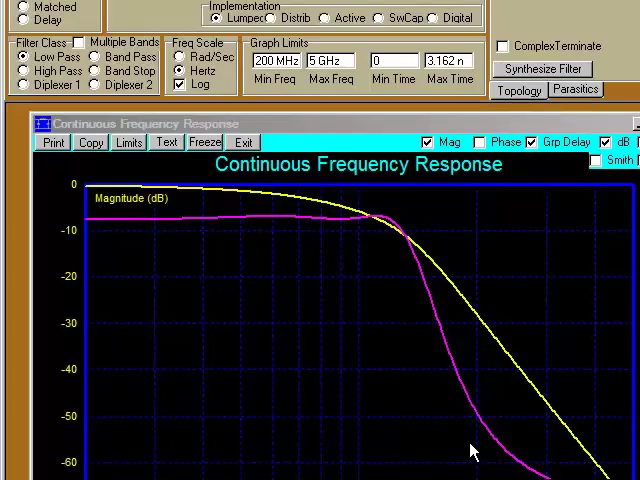 Matched
Delay
Implementation
Lumped Distrib Active SwCap Digital
Filter Class Multiple Bands
Low Pass Band Pass
High Pass Band Stop
Diplexer 1 Diplexer 2
Freq Scale
Rad/Sec
Hertz
Log
Graph Limits
200 MHz 5 GHz 0 3.162 n
Min Freq Max Freq Min Time Max Time
ComplexTerminate
Synthesize Filter
Topology Parasitics
Continuous Frequency Response
Print Copy Limits Text Freeze Exit Mag Phase Grp Delay dB
Smith
Continuous Frequency Response
Magnitude (dB)
0
-10
-20
-30
-40
-50
-60